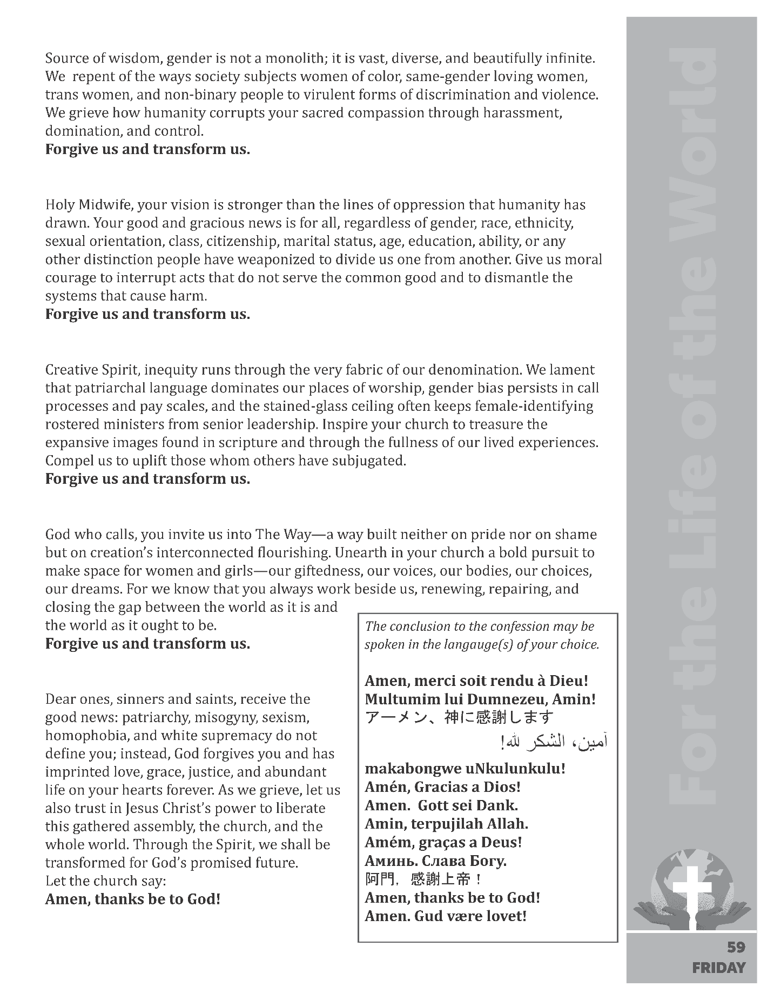 Source of wisdom, gender is not a monolith; it is vast, diverse, and beautifully infinite.
We  repent of the ways society subjects women of color, same-gender loving women,
trans women, and non-binary people to virulent forms of discrimination and violence.
We grieve how humanity corrupts your sacred compassion through harassment,
domination, and control.
Forgive us and transform us.
Holy Midwife, your vision is stronger than the lines of oppression that humanity has
drawn. Your good and gracious news is for all, regardless of gender, race, ethnicity,
sexual orientation, class, citizenship, marital status, age, education, ability, or any
other distinction people have weaponized to divide us one from another. Give us moral
courage to interrupt acts that do not serve the common good and to dismantle the
systems that cause harm.
Forgive us and transform us.
Creative Spirit, inequity runs through the very fabric of our denomination. We lament
that patriarchal language dominates our places of worship, gender bias persists in call
processes and pay scales, and the stained-glass ceiling often keeps female-identifying
rostered ministers from senior leadership. Inspire your church to treasure the
expansive images found in scripture and through the fullness of our lived experiences.
Compel us to uplift those whom others have subjugated.
Forgive us and transform us.
God who calls, you invite us into The Way—a way built neither on pride nor on shame
but on creation’s interconnected flourishing. Unearth in your church a bold pursuit to
make space for women and girls—our giftedness, our voices, our bodies, our choices,
our dreams. For we know that you always work beside us, renewing, repairing, and
closing the gap between the world as it is and
the world as it ought to be.
Forgive us and transform us.
Dear ones, sinners and saints, receive the
good news: patriarchy, misogyny, sexism,
homophobia, and white supremacy do not
define you; instead, God forgives you and has
imprinted love, grace, justice, and abundant
life on your hearts forever. As we grieve, let us
also trust in Jesus Christ’s power to liberate
this gathered assembly, the church, and the
whole world. Through the Spirit, we shall be
transformed for God’s promised future.
Let the church say:
Amen, thanks be to God!
The conclusion to the confession may be
spoken in the langauge(s) of your choice.
Amen, merci soit rendu à Dieu!
Multumim lui Dumnezeu, Amin!
アーメン、神に感謝します
آمين، الشكر لله!
makabongwe uNkulunkulu!
Amén, Gracias a Dios!
Amen.  Gott sei Dank.
Amin, terpujilah Allah.
Amém, graças a Deus!
Аминь. Слава Богу.
阿門，感謝上帝！
Amen, thanks be to God!
Amen. Gud være lovet!
For the Life of the World
59
FRIDAY